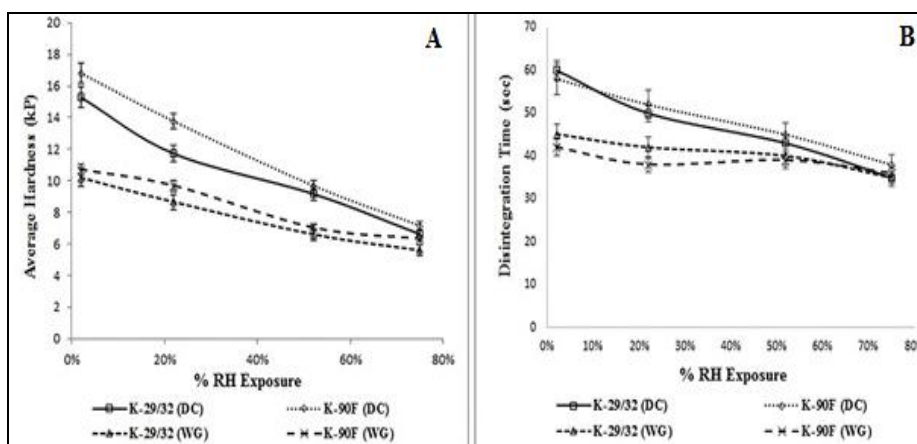 A
Average Hardness (kP)
20
18
16
14
12
10
8
6
4
2
0
0%
20%
40%
60%
80%
% RH Exposure
K-29/32 (DC)
K-90F (DC)
K-29/32 (WG)
K-90F (WG)
B
Disintegration Time (sec)
70
60
50
40
30
20
10
0
0%
10%
20%
30%
40%
50%
60%
70%
80%
% RH Exposure
K-29/32 (DC)
K-90F (DC)
K-29/32 (WG)
K-90F (WG)